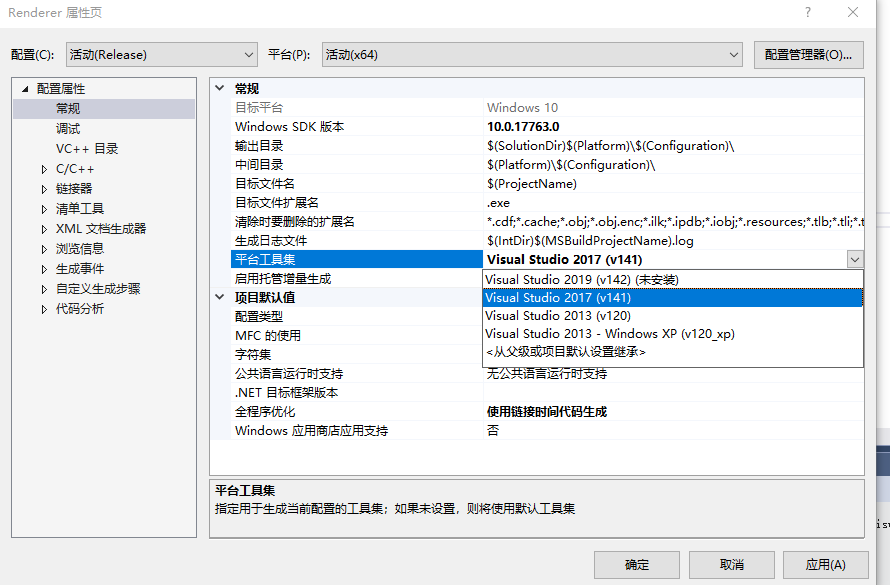 Renderer 属性页
配置(C): 活动(Release) 平台(P): 活动(x64) 配置管理器(O)...
配置属性
常规
调试
VC++ 目录
C/C++
链接器
清单工具
XML 文档生成器
浏览信息
生成事件
自定义生成步骤
代码分析
常规
目标平台 Windows 10
Windows SDK 版本 10.0.17763.0
输出目录 $(SolutionDir)$(Platform)\$(Configuration)\
中间目录 $(Platform)\$(Configuration)\
目标文件名 $(ProjectName)
目标文件扩展名 .exe
清除时要删除的扩展名 *.cdf;*.cache;*.obj;*.obj.enc;*.ilk;*.ipdb;*.iobj;*.resources;*.tlb;*.tli;*.t
生成日志文件 $(IntDir)$(MSBuildProjectName).log
平台工具集 Visual Studio 2017 (v141)
启用托管增量生成 Visual Studio 2019 (v142) (未安装)
项目默认值 Visual Studio 2017 (v141)
配置类型 Visual Studio 2013 (v120)
MFC 的使用 Visual Studio 2013 - Windows XP (v120_xp)
字符集 <从父级或项目默认设置继承>
公共语言运行时支持 无公共语言运行时支持
.NET 目标框架版本
全程序优化 使用链接时间代码生成
Windows 应用商店应用支持 否
平台工具集
指定用于生成当前配置的工具集；如果未设置，则将使用默认工具集
确定 取消 应用(A)